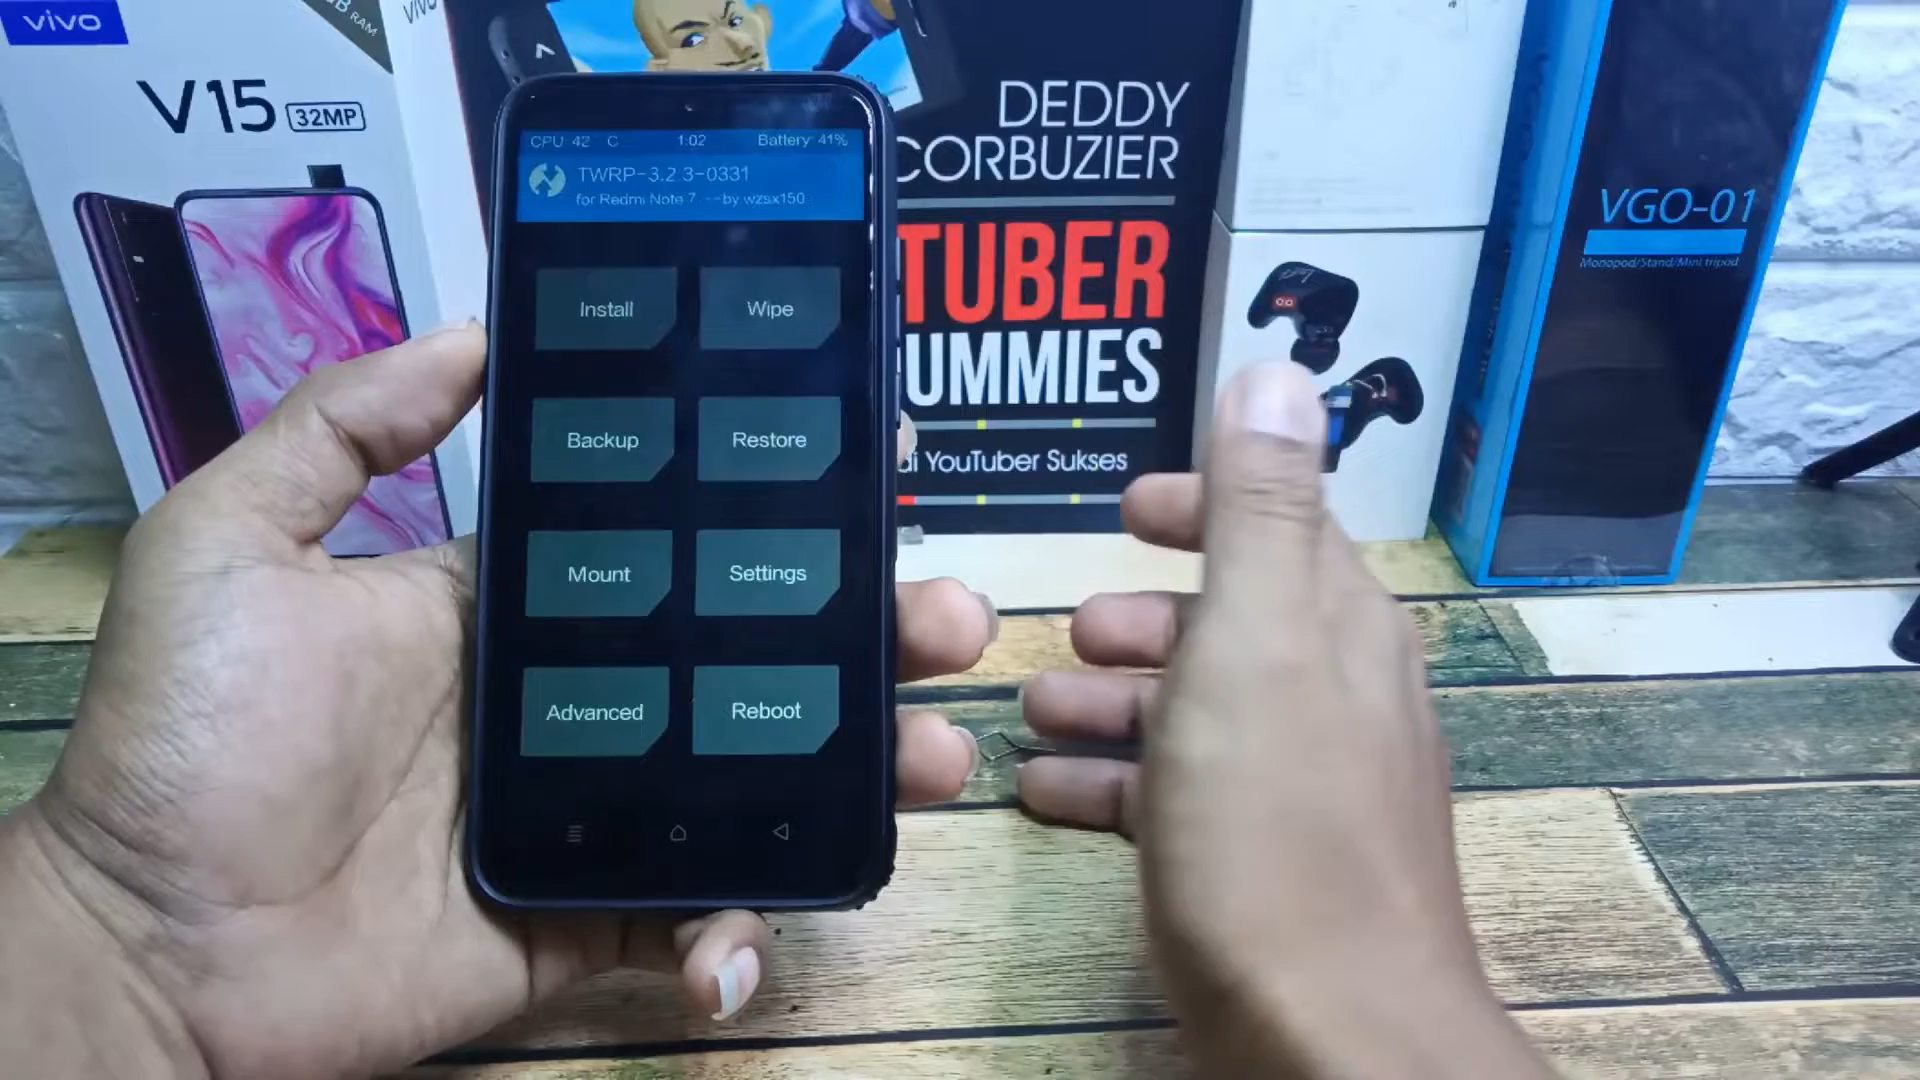 vivo
RAM
V15 32MP
vivo
DEDDY
CORBUZIER
TUBER
UMMIES
di YouTuber Sukses
VGO-01
Monopod/Stand/Mini tripod
CPU: 42 C 1:02 Battery: 41%
TWRP-3.2.3-0331
for Redmi Note 7 --by wzsx150
Install Wipe
Backup Restore
Mount Settings
Advanced Reboot